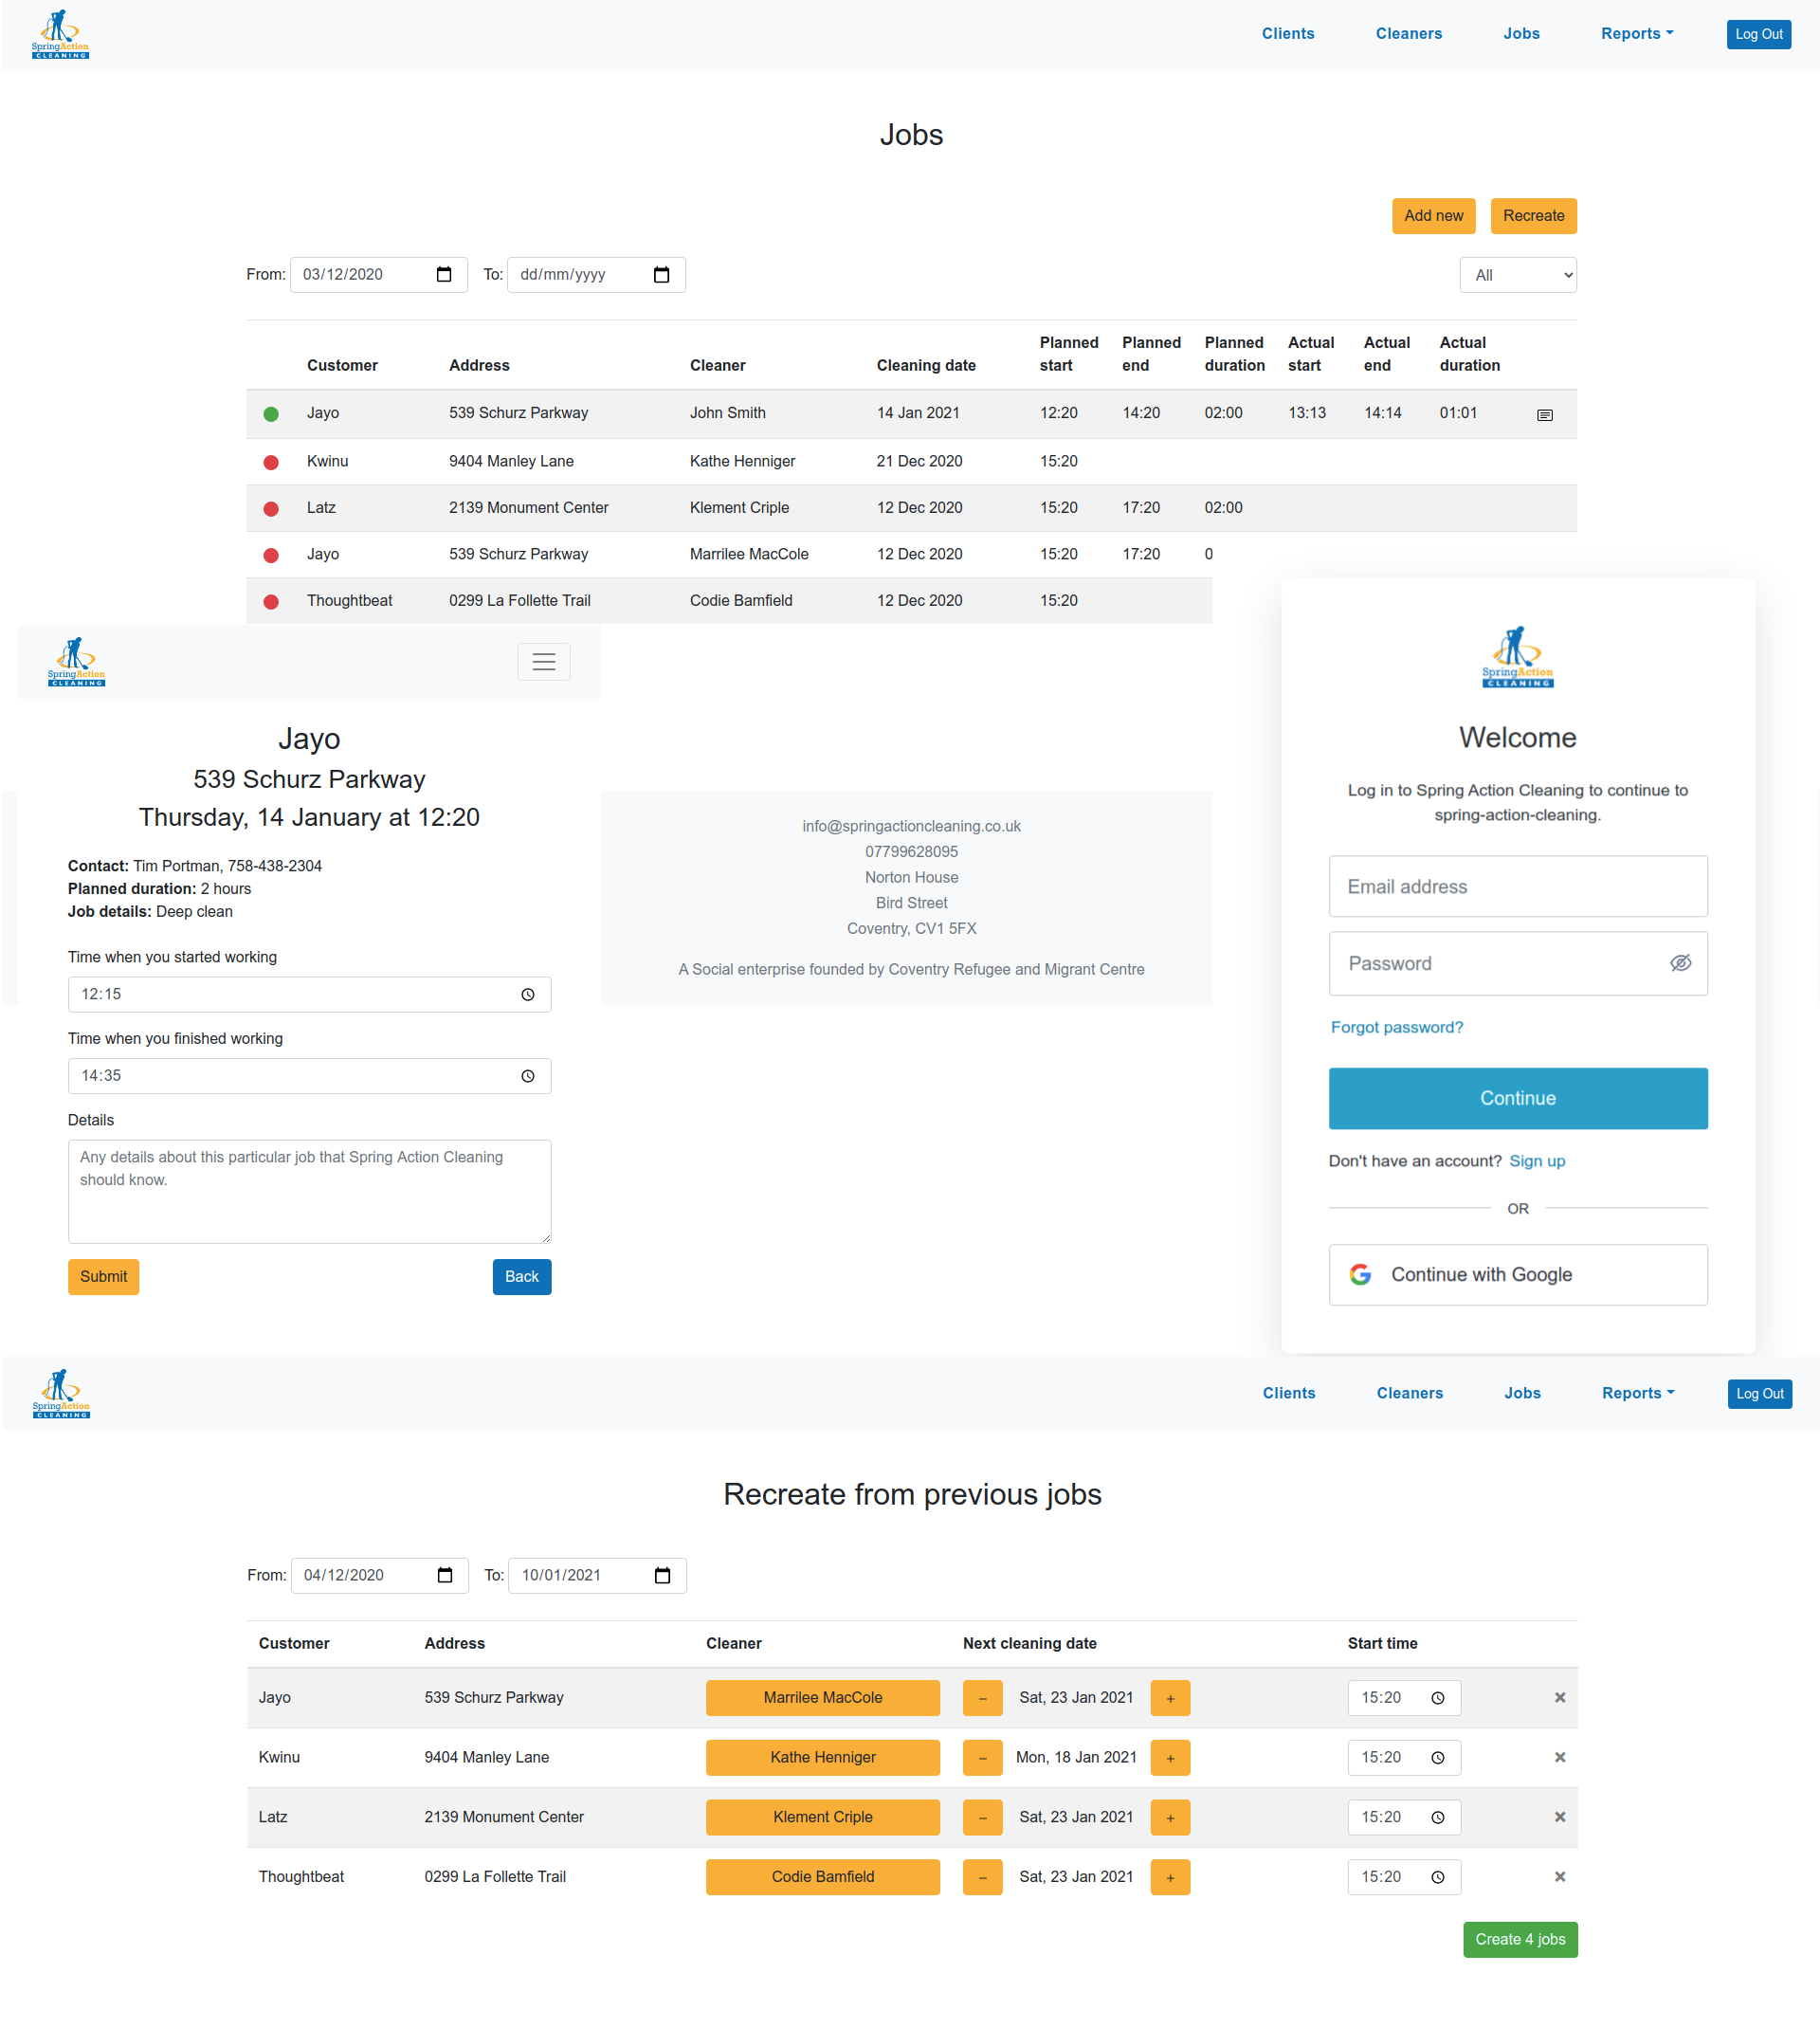 SpringAction
CLEANING
Clients Cleaners Jobs Reports Log Out
Jobs
Add new Recreate
From: 03/12/2020 To: dd/mm/yyyy All
Customer Address Cleaner Cleaning date Planned start Planned end Planned duration Actual start Actual end Actual duration
Jayo 539 Schurz Parkway John Smith 14 Jan 2021 12:20 14:20 02:00 13:13 14:14 01:01
Kwinu 9404 Manley Lane Kathe Henniger 21 Dec 2020 15:20
Latz 2139 Monument Center Klement Criple 12 Dec 2020 15:20 17:20 02:00
Jayo 539 Schurz Parkway Marrilee MacCole 12 Dec 2020 15:20 17:20 0
Thoughtbeat 0299 La Follette Trail Codie Bamfield 12 Dec 2020 15:20
SpringAction
CLEANING
Jayo
539 Schurz Parkway
Thursday, 14 January at 12:20
Contact: Tim Portman, 758-438-2304
Planned duration: 2 hours
Job details: Deep clean
Time when you started working
12:15
Time when you finished working
14:35
Details
Any details about this particular job that Spring Action Cleaning
should know.
Submit Back
info@springactioncleaning.co.uk
07799628095
Norton House
Bird Street
Coventry, CV1 5FX
A Social enterprise founded by Coventry Refugee and Migrant Centre
SpringAction
CLEANING
Welcome
Log in to Spring Action Cleaning to continue to
spring-action-cleaning.
Email address
Password
Forgot password?
Continue
Don't have an account? Sign up
OR
Continue with Google
SpringAction
CLEANING
Clients Cleaners Jobs Reports Log Out
Recreate from previous jobs
From: 04/12/2020 To: 10/01/2021
Customer Address Cleaner Next cleaning date Start time
Jayo 539 Schurz Parkway Marrilee MacCole − Sat, 23 Jan 2021 + 15:20 ×
Kwinu 9404 Manley Lane Kathe Henniger − Mon, 18 Jan 2021 + 15:20 ×
Latz 2139 Monument Center Klement Criple − Sat, 23 Jan 2021 + 15:20 ×
Thoughtbeat 0299 La Follette Trail Codie Bamfield − Sat, 23 Jan 2021 + 15:20 ×
Create 4 jobs